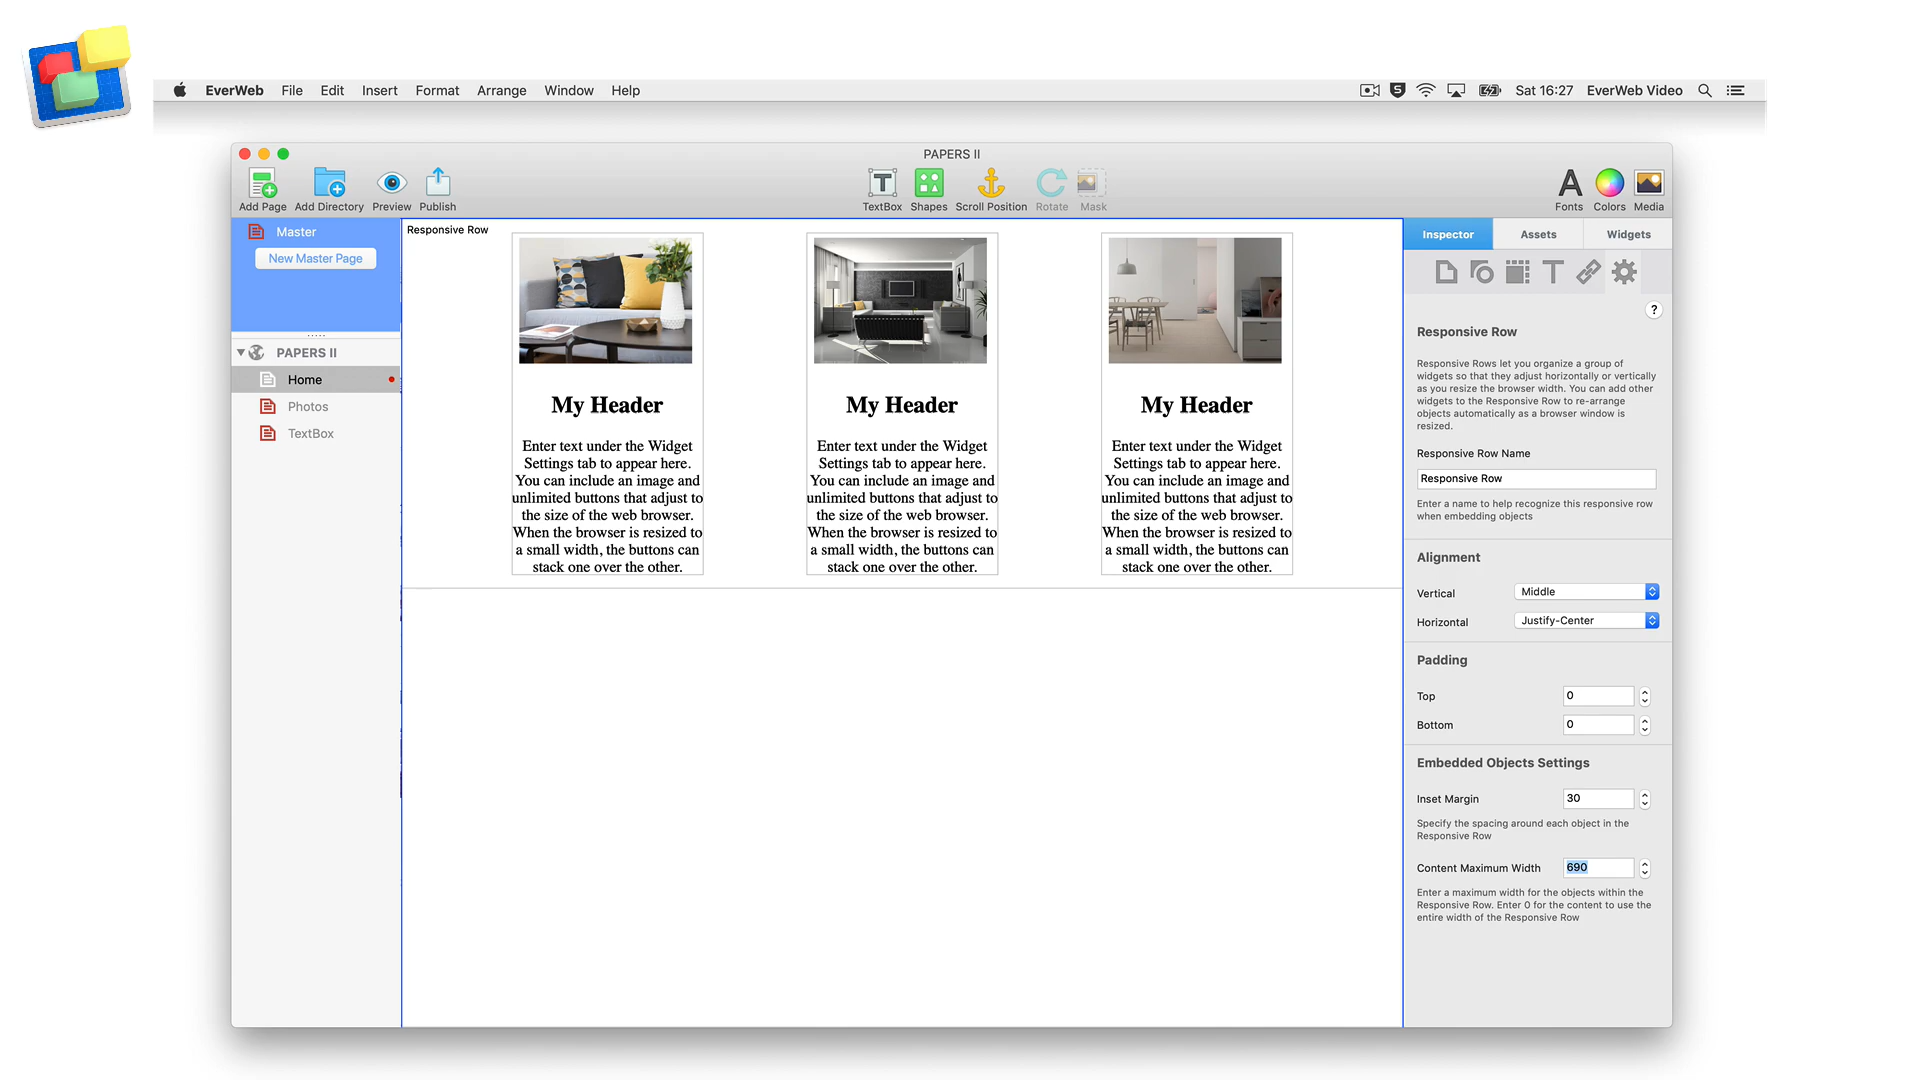 EverWeb File Edit Insert Format Arrange Window Help
S Sat 16:27 EverWeb Video
PAPERS II
Add Page Add Directory Preview Publish
TextBox Shapes Scroll Position Rotate Mask
Fonts Colors Media
Master
New Master Page
PAPERS II
Home
Photos
TextBox
Responsive Row
My Header
Enter text under the Widget
Settings tab to appear here.
You can include an image and
unlimited buttons that adjust to
the size of the web browser.
When the browser is resized to
a small width, the buttons can
stack one over the other.
My Header
Enter text under the Widget
Settings tab to appear here.
You can include an image and
unlimited buttons that adjust to
the size of the web browser.
When the browser is resized to
a small width, the buttons can
stack one over the other.
My Header
Enter text under the Widget
Settings tab to appear here.
You can include an image and
unlimited buttons that adjust to
the size of the web browser.
When the browser is resized to
a small width, the buttons can
stack one over the other.
Inspector Assets Widgets
?
Responsive Row
Responsive Rows let you organize a group of
widgets so that they adjust horizontally or vertically
as you resize the browser width. You can add other
widgets to the Responsive Row to re-arrange
objects automatically as a browser window is
resized.
Responsive Row Name
Responsive Row
Enter a name to help recognize this responsive row
when embedding objects
Alignment
Vertical Middle
Horizontal Justify-Center
Padding
Top 0
Bottom 0
Embedded Objects Settings
Inset Margin 30
Specify the spacing around each object in the
Responsive Row
Content Maximum Width 690
Enter a maximum width for the objects within the
Responsive Row. Enter 0 for the content to use the
entire width of the Responsive Row